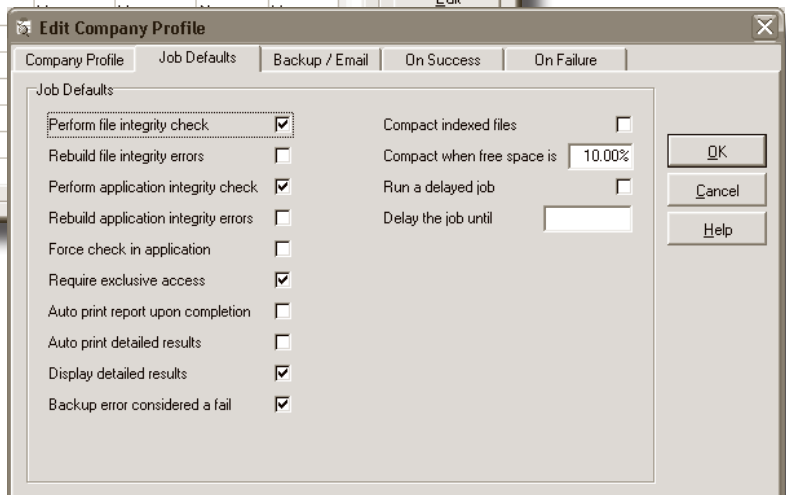 Edit
Edit Company Profile
Company Profile
Job Defaults
Backup / Email
On Success
On Failure
Job Defaults
Perform file integrity check
Rebuild file integrity errors
Perform application integrity check
Rebuild application integrity errors
Force check in application
Require exclusive access
Auto print report upon completion
Auto print detailed results
Display detailed results
Backup error considered a fail
Compact indexed files
Compact when free space is 10.00%
Run a delayed job
Delay the job until
OK
Cancel
Help